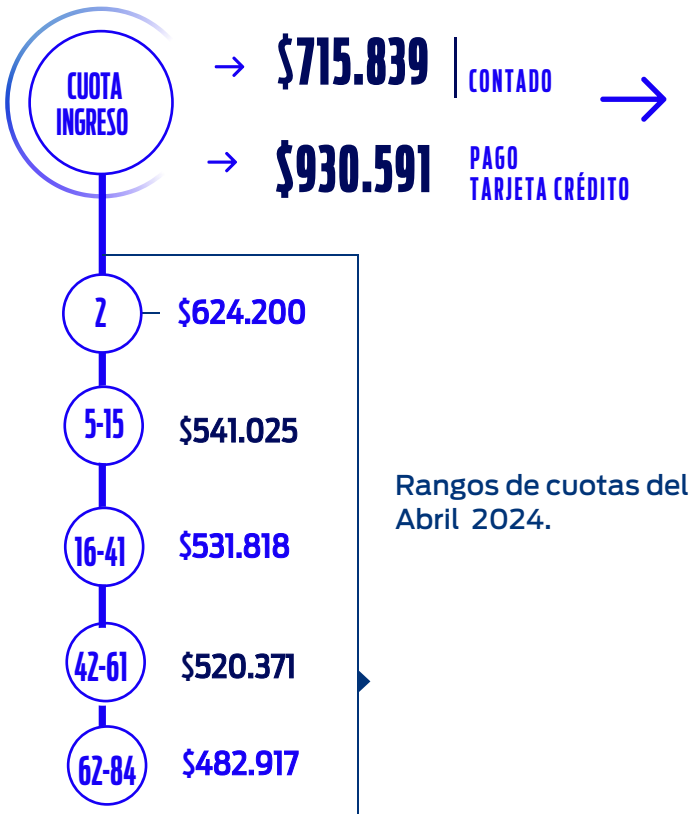 CUOTA
INGRESO
$715.839
CONTADO
$930.591
PAGO
TARJETA CRÉDITO
2
$624.200
5-15
$541.025
16-41
$531.818
42-61
$520.371
62-84
$482.917
Rangos de cuotas del
Abril 2024.